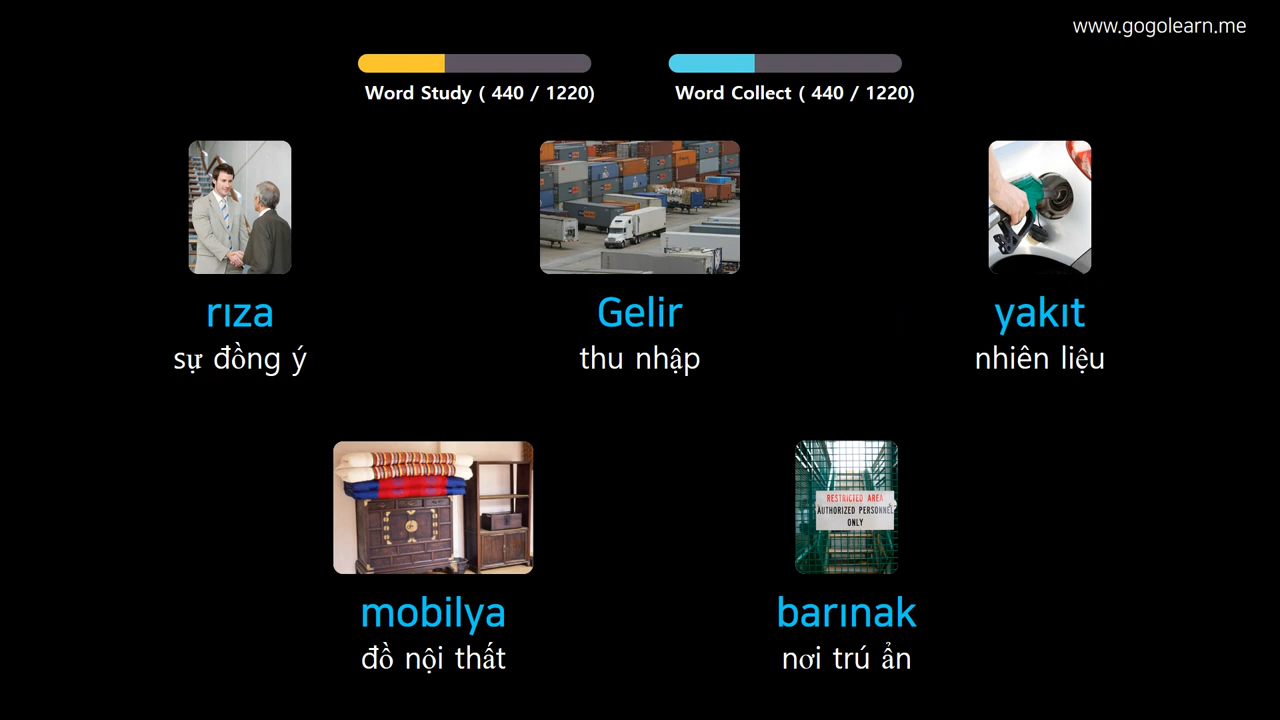 www.gogolearn.me
Word Study ( 440 / 1220)
Word Collect ( 440 / 1220)
rıza
sự đồng ý
Gelir
thu nhập
yakıt
nhiên liệu
RESTRICTED AREA
AUTHORIZED PERSONNEL
ONLY
mobilya
đồ nội thất
barınak
nơi trú ẩn